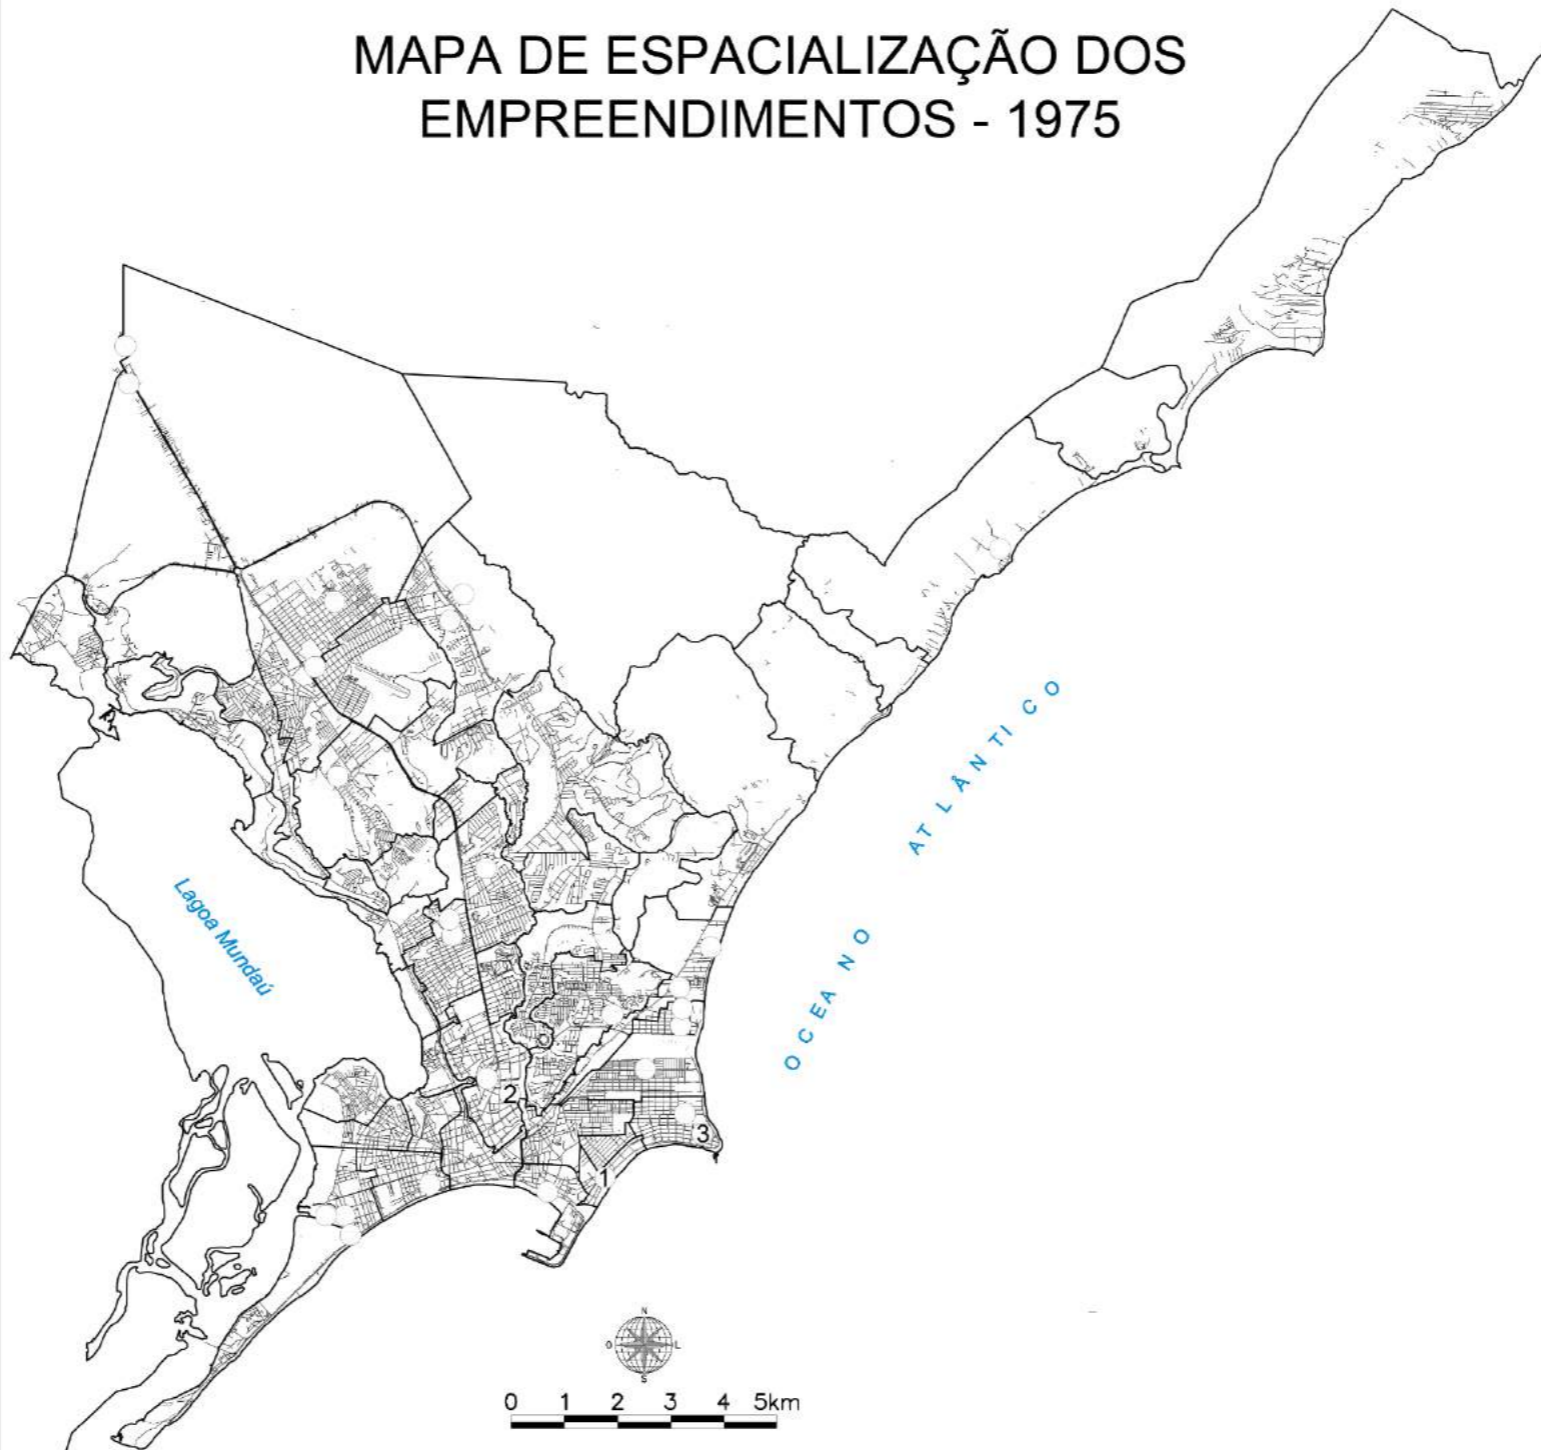 MAPA DE ESPACIALIZAÇÃO DOS
EMPREENDIMENTOS - 1975
OCEANO ATLÂNTICO
Lagoa Mundaú
2
3
1
N
O L
S
0 1 2 3 4 5km